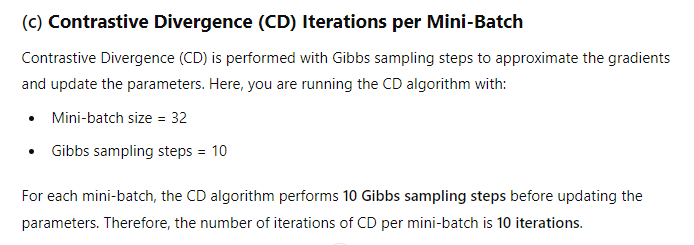 (c) Contrastive Divergence (CD) Iterations per Mini-Batch
Contrastive Divergence (CD) is performed with Gibbs sampling steps to approximate the gradients
and update the parameters. Here, you are running the CD algorithm with:
• Mini-batch size = 32
• Gibbs sampling steps = 10
For each mini-batch, the CD algorithm performs 10 Gibbs sampling steps before updating the
parameters. Therefore, the number of iterations of CD per mini-batch is 10 iterations.